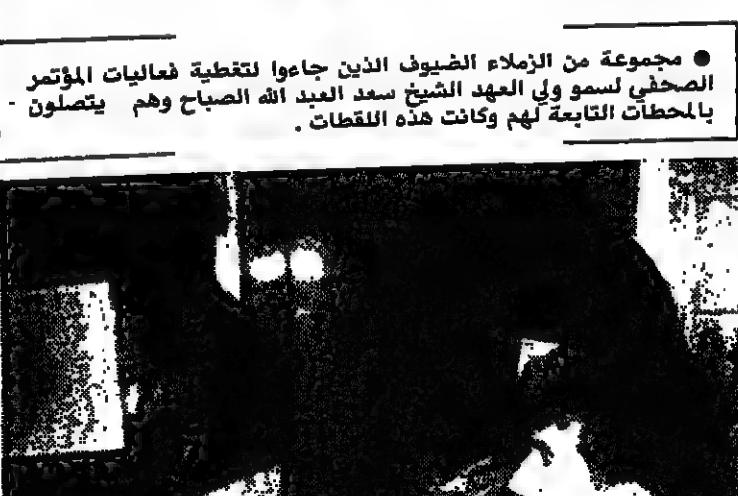 ● مجموعة من الزملاء الضيوف الذين جاءوا لتغطية فعاليات المؤتمر
الصحفي لسمو ولي العهد الشيخ سعد العبد الله الصباح وهم يتصلون -
بالمحطات التابعة لهم وكانت هذه اللقطات .